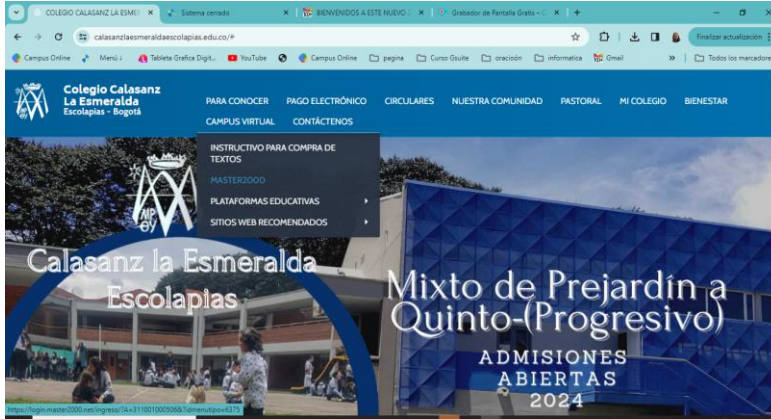 COLEGIO CALASANZ LA ESME
Sistema cerrado
BIENVENIDOS A ESTE NUEVO
Grabador de Pantalla Gratis - C
calasanzlaesmeraldaescolapias.edu.co/#
Finalizar actualización
Campus Online
Menú
Tableta Grafica Digit...
YouTube
Campus Online
pagina
Curso Gsuite
oración
informatica
Gmail
Todos los marcadore
Colegio Calasanz
La Esmeralda
Escolapias - Bogotá
PARA CONOCER PAGO ELECTRÓNICO CIRCULARES NUESTRA COMUNIDAD PASTORAL MI COLEGIO BIENESTAR
CAMPUS VIRTUAL CONTÁCTENOS
INSTRUCTIVO PARA COMPRA DE
TEXTOS
MASTER2000
PLATAFORMAS EDUCATIVAS
SITIOS WEB RECOMENDADOS
Calasanz la Esmeralda
Escolapias
Mixto de Prejardín a
Quinto-(Progresivo)
ADMISIONES
ABIERTAS
2024